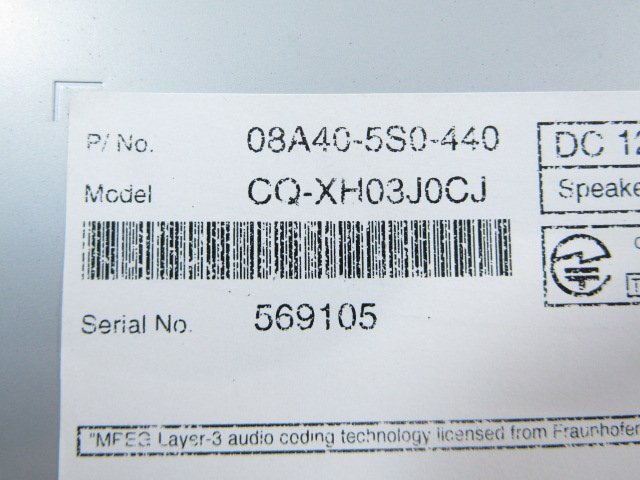 P/No. 08A40-5S0-440
Model CQ-XH03J0CJ
Serial No. 569105
DC 12
Speake
"MPEG Layer-3 audio coding technology licensed from Fraunhofer